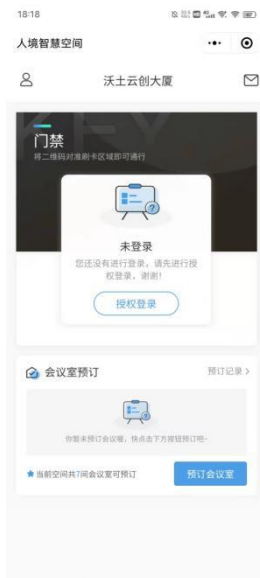 18:18
人境智慧空间
沃土云创大厦
门禁
将二维码对准刷卡区域即可通行
未登录
您还没有进行登录，请先进行授
权登录，谢谢！
授权登录
会议室预订
预订记录
你暂未预订会议喔，快点击下方按钮预订吧~
当前空间共7间会议室可预订
预订会议室